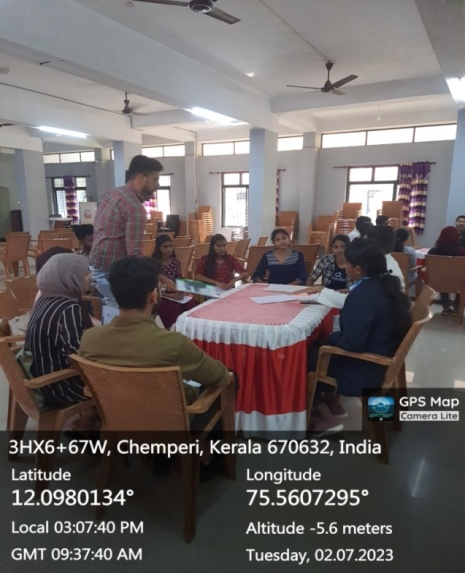 GPS Map
Camera Lite
3HX6+67W, Chemperi, Kerala 670632, India
Latitude
12.0980134°
Longitude
75.5607295°
Local 03:07:40 PM
Altitude -5.6 meters
GMT 09:37:40 AM
Tuesday, 02.07.2023